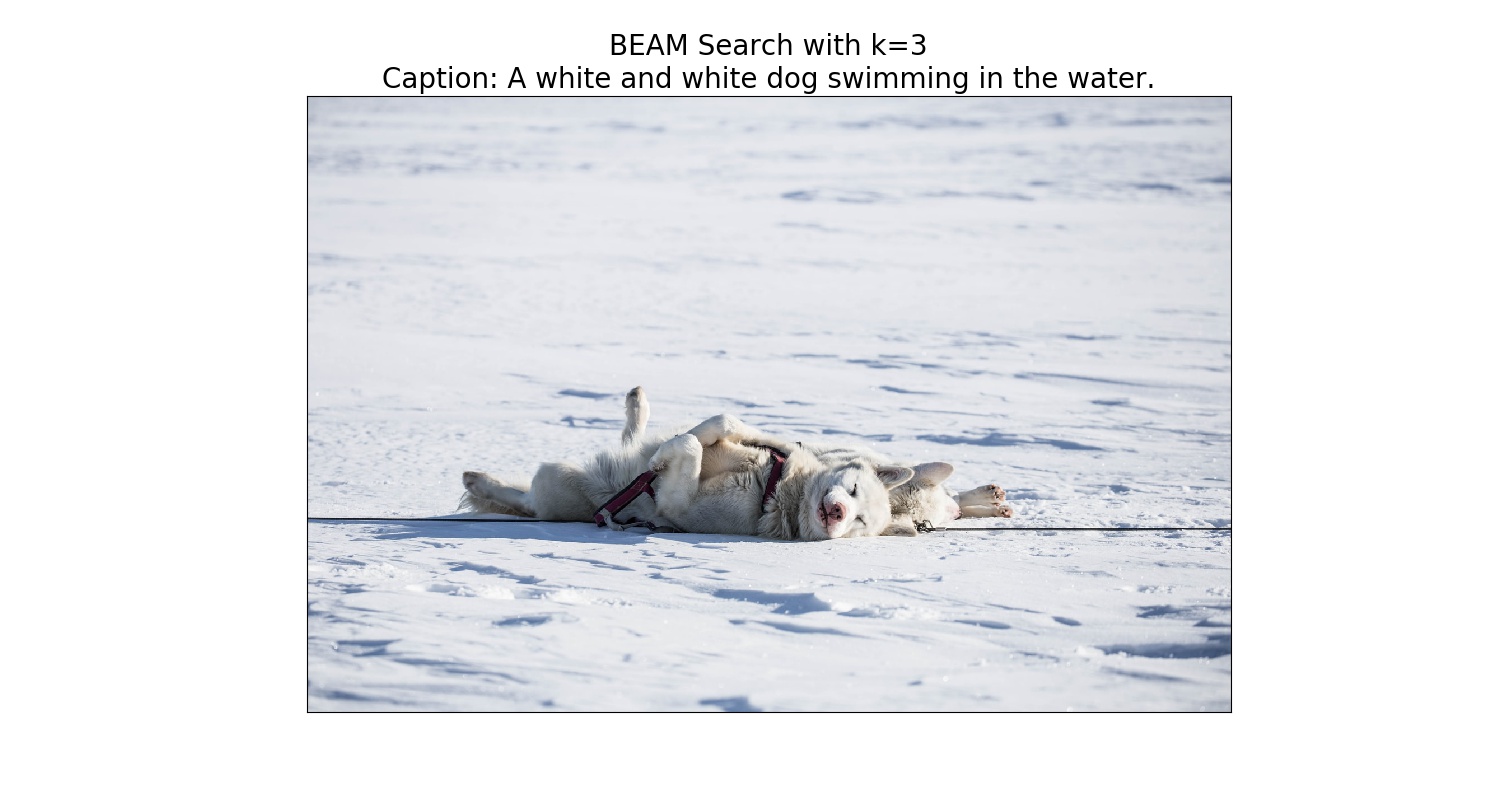 BEAM Search with k=3
Caption: A white and white dog swimming in the water.